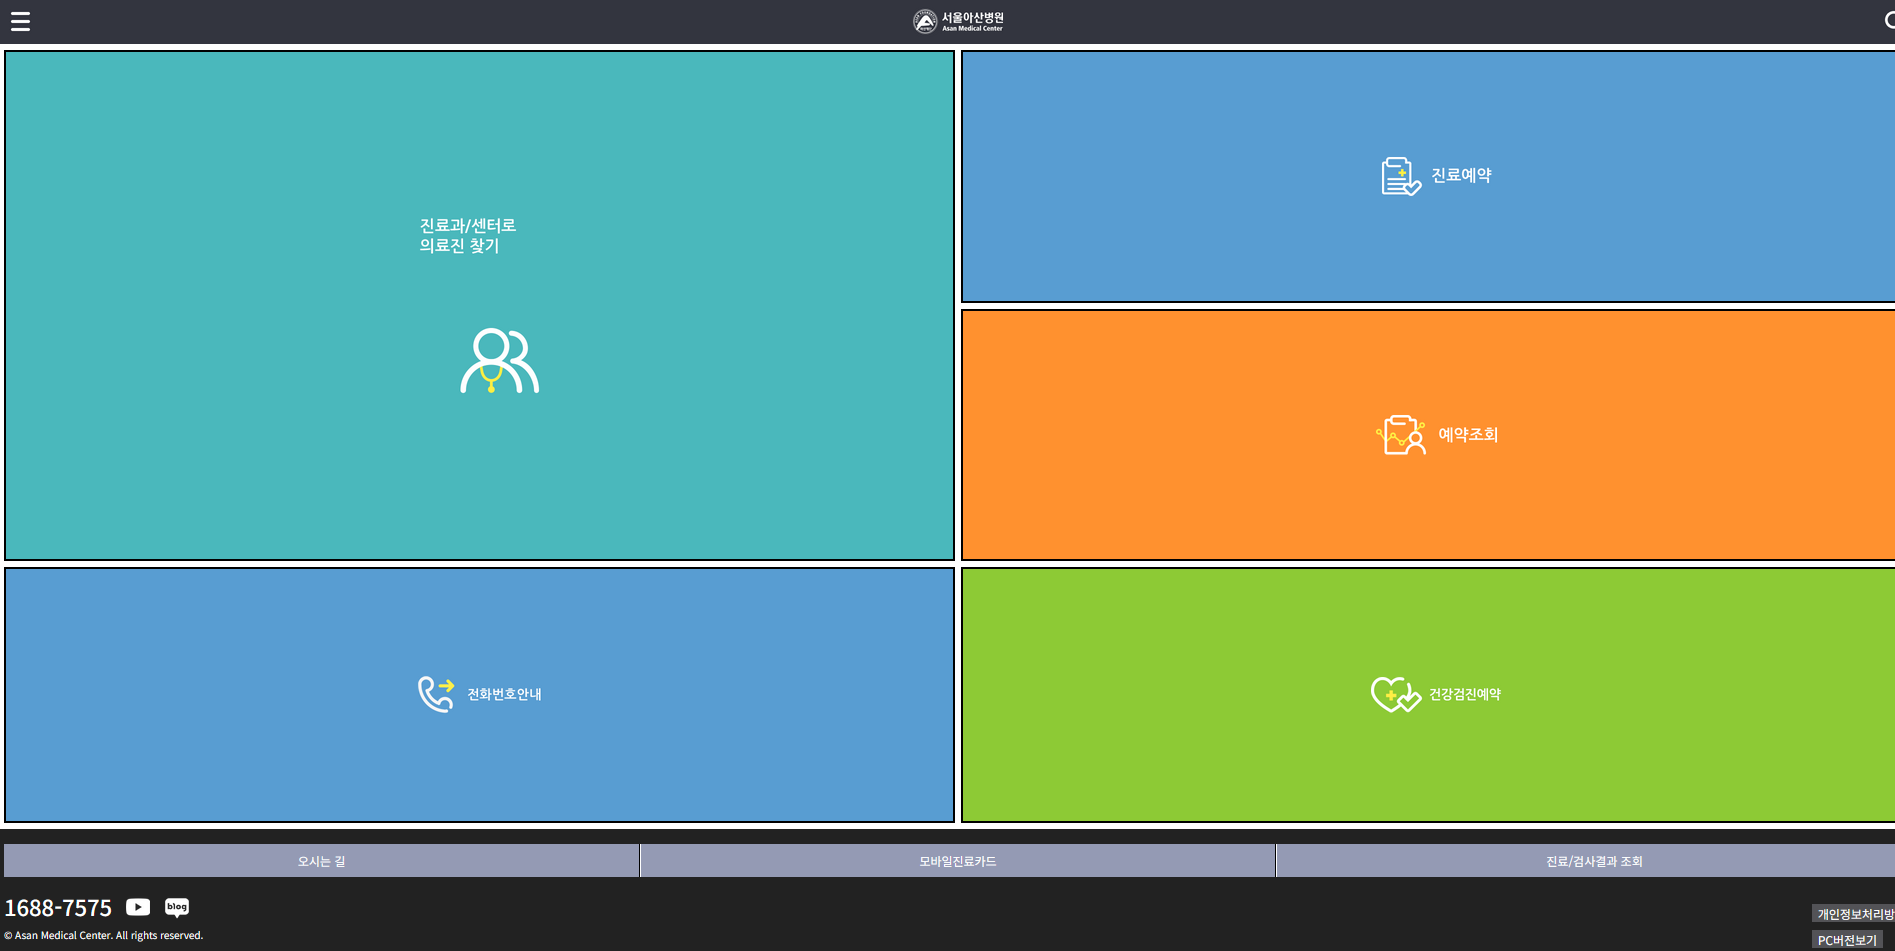 서울아산병원
Asan Medical Center
진료과/센터로
의료진 찾기
진료예약
예약조회
전화번호안내
건강검진예약
오시는 길
모바일진료카드
진료/검사결과 조회
1688-7575
blog
© Asan Medical Center. All rights reserved.
개인정보처리방
PC버전보기